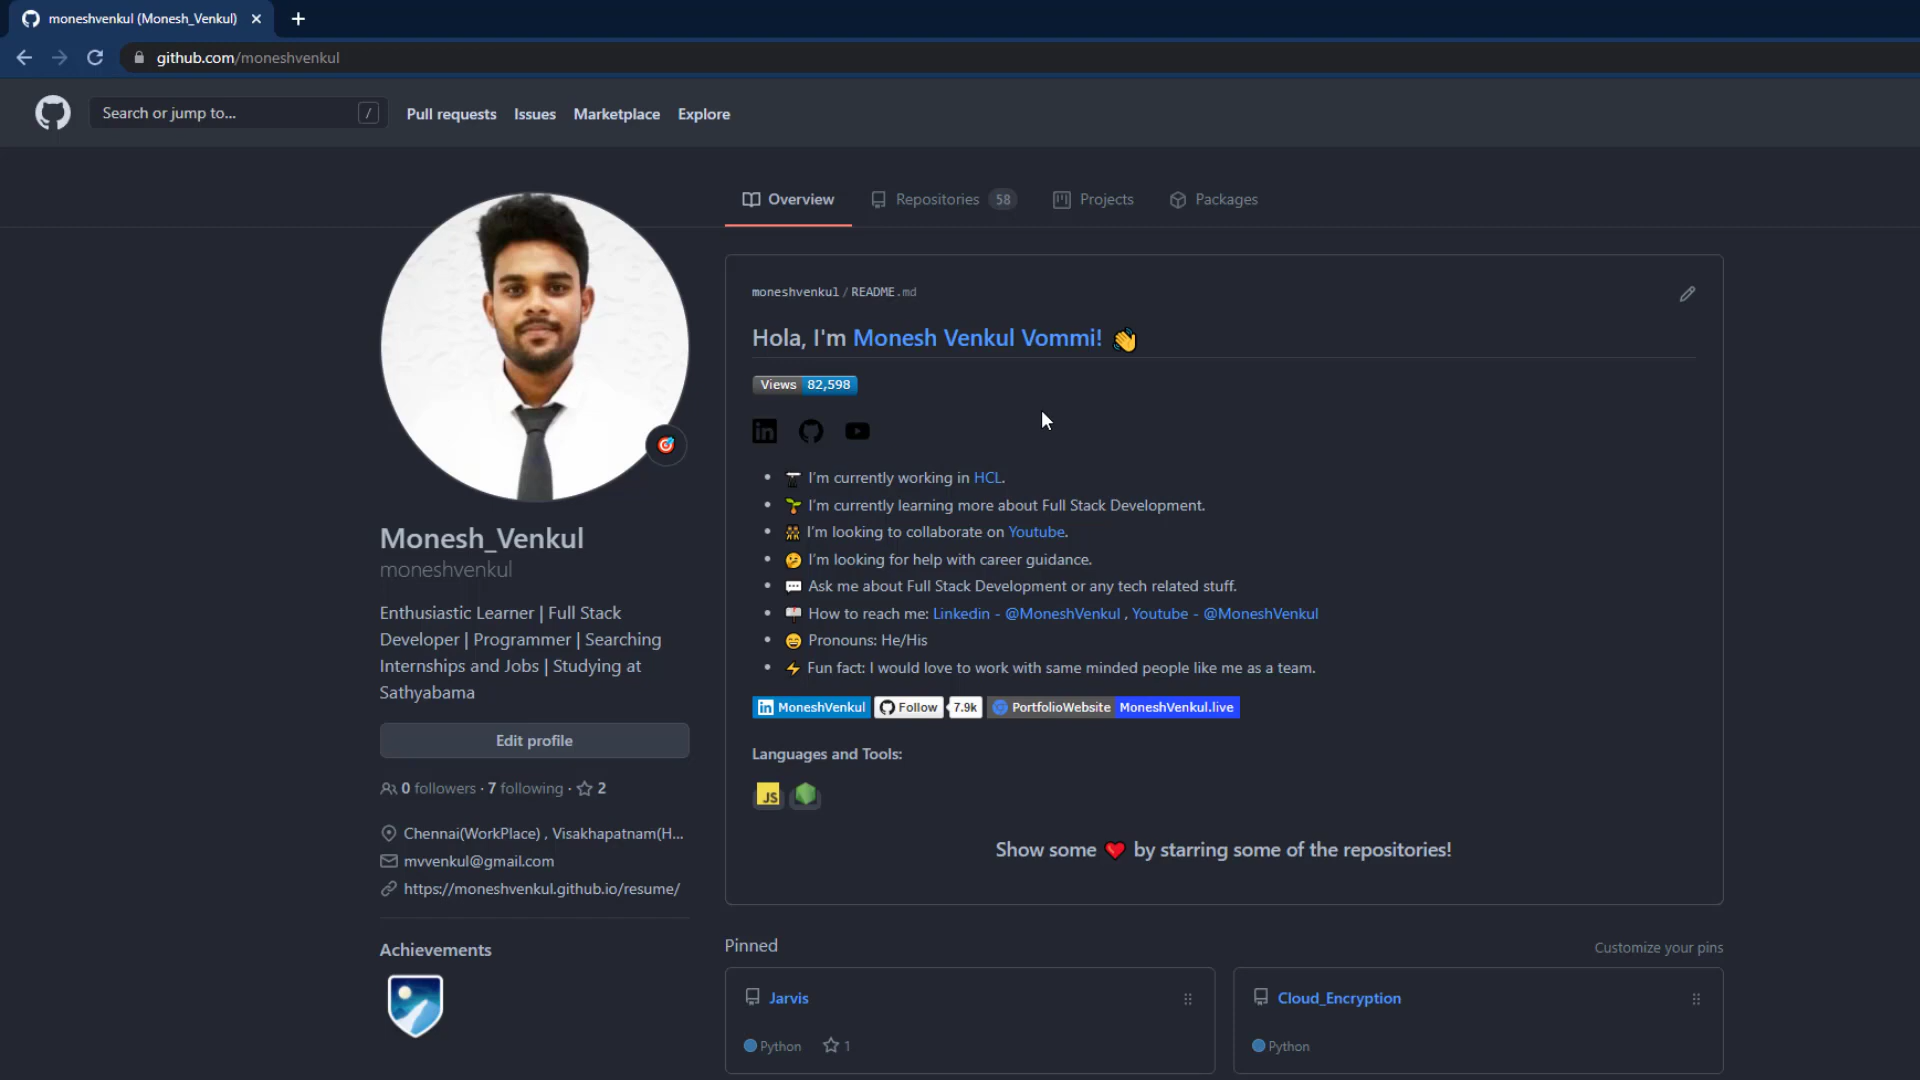 moneshvenkul (Monesh_Venkul)
github.com/moneshvenkul
Search or jump to... /
Pull requests
Issues
Marketplace
Explore
Overview
Repositories 58
Projects
Packages
moneshvenkul / README.md
Hola, I'm Monesh Venkul Vommi! 👋
Views 82,598
I'm currently working in HCL.
I'm currently learning more about Full Stack Development.
I'm looking to collaborate on Youtube.
I'm looking for help with career guidance.
Ask me about Full Stack Development or any tech related stuff.
How to reach me: Linkedin - @MoneshVenkul , Youtube - @MoneshVenkul
Pronouns: He/His
Fun fact: I would love to work with same minded people like me as a team.
in MoneshVenkul Follow 7.9k PortfolioWebsite MoneshVenkul.live
Languages and Tools:
JS
Show some ❤️ by starring some of the repositories!
Monesh_Venkul
moneshvenkul
Enthusiastic Learner | Full Stack
Developer | Programmer | Searching
Internships and Jobs | Studying at
Sathyabama
Edit profile
0 followers · 7 following · 2
Chennai(WorkPlace) , Visakhapatnam(H...
mvvenkul@gmail.com
https://moneshvenkul.github.io/resume/
Achievements
Pinned
Customize your pins
Jarvis
Python 1
Cloud_Encryption
Python